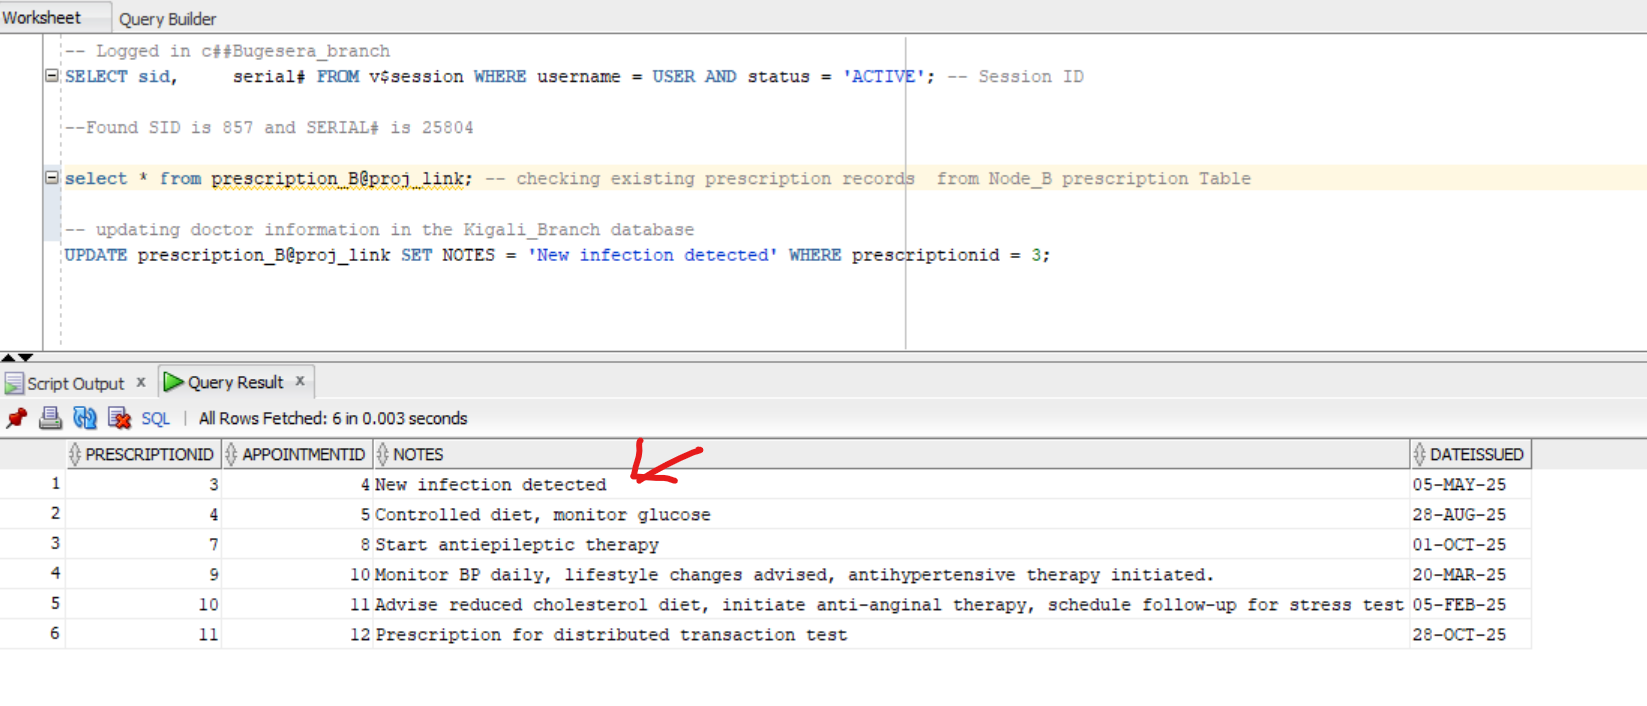 Worksheet Query Builder
-- Logged in c##Bugesera_branch
SELECT sid,     serial# FROM v$session WHERE username = USER AND status = 'ACTIVE'; -- Session ID
--Found SID is 857 and SERIAL# is 25804
select * from prescription_B@proj_link; -- checking existing prescription records  from Node_B prescription Table
-- updating doctor information in the Kigali_Branch database
UPDATE prescription_B@proj_link SET NOTES = 'New infection detected' WHERE prescriptionid = 3;
Script Output x Query Result x
SQL | All Rows Fetched: 6 in 0.003 seconds
PRESCRIPTIONID APPOINTMENTID NOTES DATEISSUED
1 3 4 New infection detected 05-MAY-25
2 4 5 Controlled diet, monitor glucose 28-AUG-25
3 7 8 Start antiepileptic therapy 01-OCT-25
4 9 10 Monitor BP daily, lifestyle changes advised, antihypertensive therapy initiated. 20-MAR-25
5 10 11 Advise reduced cholesterol diet, initiate anti-anginal therapy, schedule follow-up for stress test 05-FEB-25
6 11 12 Prescription for distributed transaction test 28-OCT-25